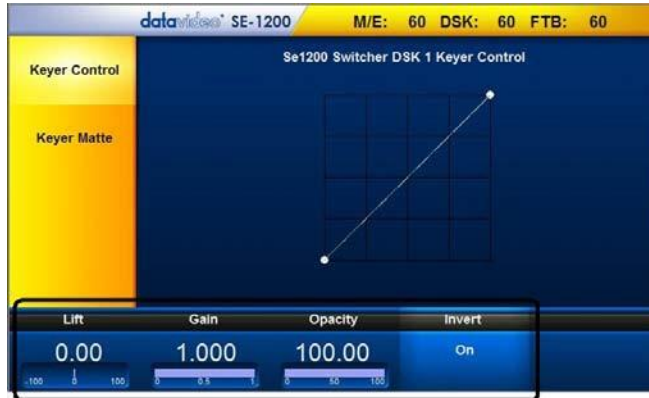 datavideo® SE-1200 M/E: 60 DSK: 60 FTB: 60
Keyer Control
Se1200 Switcher DSK 1 Keyer Control
Keyer Matte
Lift Gain Opacity Invert
0.00 1.000 100.00 On
-100 0 100 0 0.5 1 0 50 100